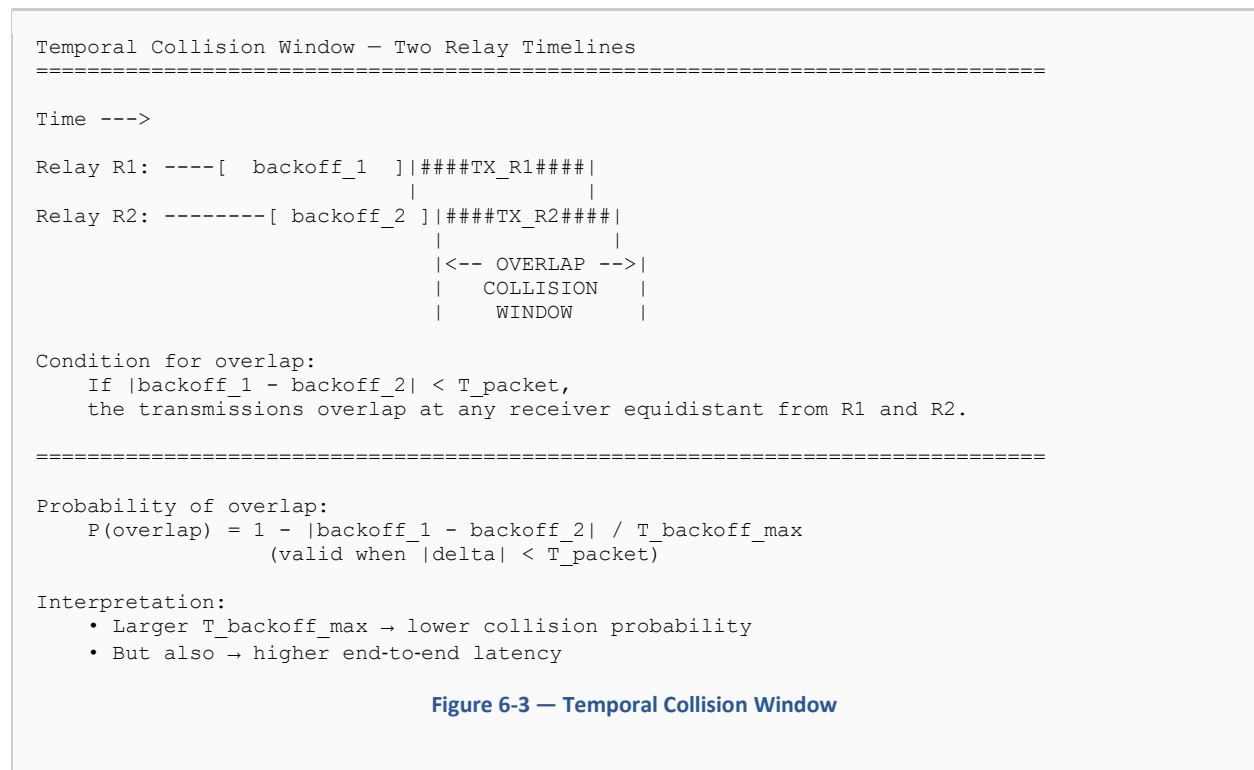 Temporal Collision Window — Two Relay Timelines
===============================================================================
Time --->
Relay R1: ----[  backoff_1  ]|####TX_R1####|
                             |             |
Relay R2: --------[ backoff_2 ]|####TX_R2####|
                               |             |
                               |<-- OVERLAP -->|
                               |   COLLISION   |
                               |    WINDOW     |
Condition for overlap:
    If |backoff_1 - backoff_2| < T_packet,
    the transmissions overlap at any receiver equidistant from R1 and R2.
===============================================================================
Probability of overlap:
    P(overlap) = 1 - |backoff_1 - backoff_2| / T_backoff_max
                  (valid when |delta| < T_packet)
Interpretation:
    • Larger T_backoff_max → lower collision probability
    • But also → higher end-to-end latency
Figure 6-3 — Temporal Collision Window